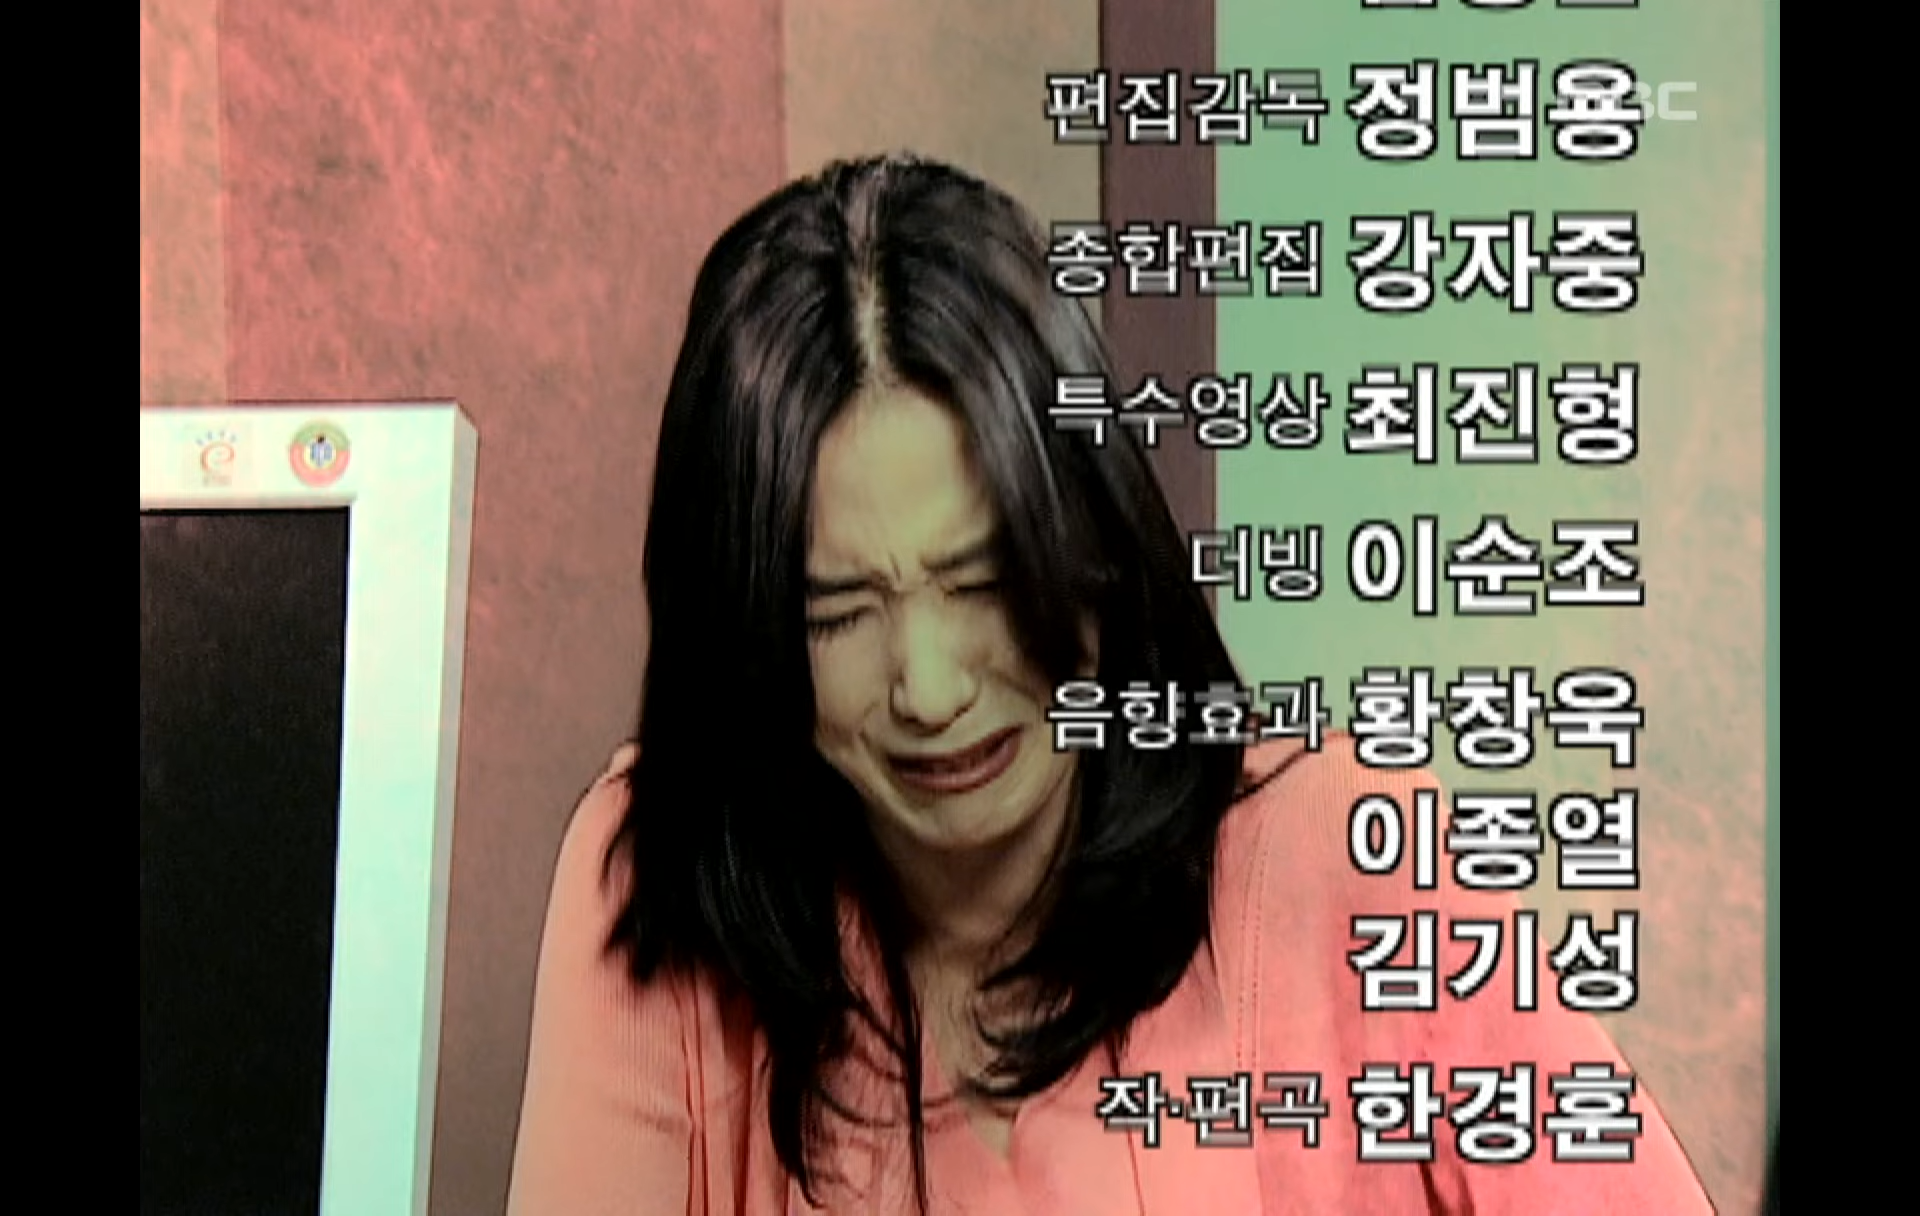 편집감독 정범용
종합편집 강자중
특수영상 최진형
더빙 이순조
음향효과 황창욱
이종열
김기성
작·편곡 한경훈